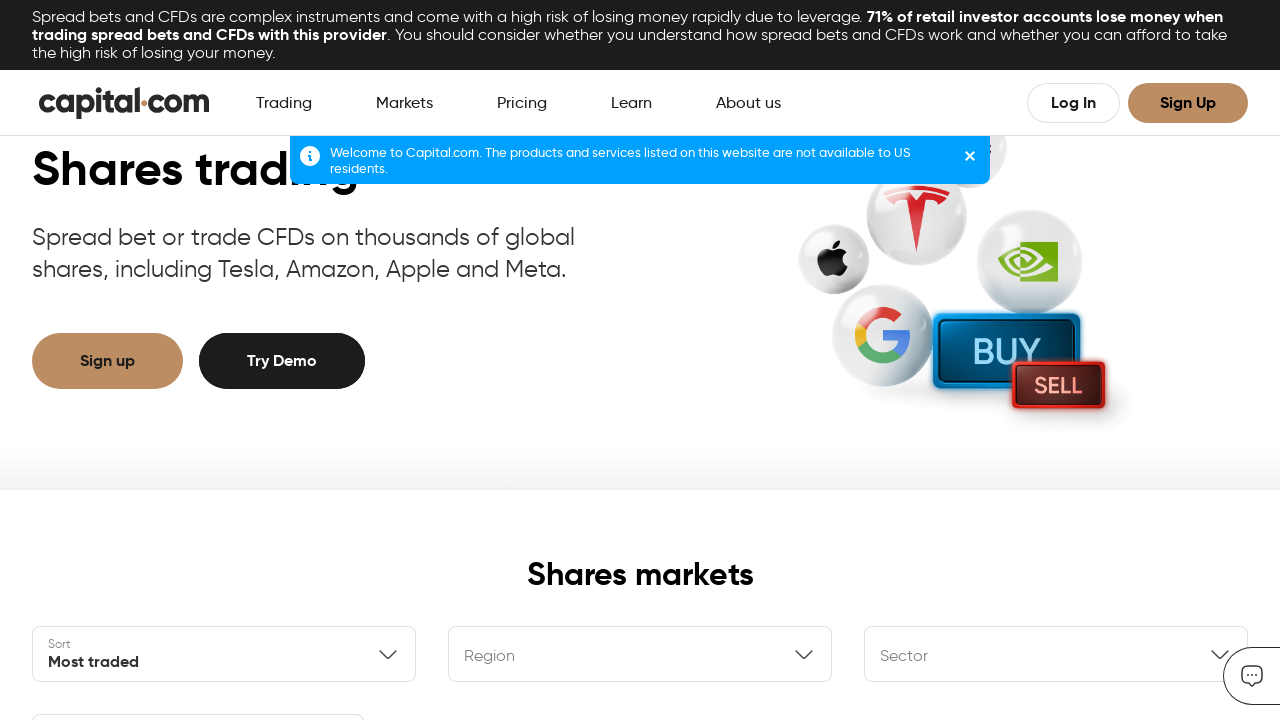 Spread bets and CFDs are complex instruments and come with a high risk of losing money rapidly due to leverage. 71% of retail investor accounts lose money when
trading spread bets and CFDs with this provider. You should consider whether you understand how spread bets and CFDs work and whether you can afford to take
the high risk of losing your money.
capital.com
Trading
Markets
Pricing
Learn
About us
Log In
Sign Up
Welcome to Capital.com. The products and services listed on this website are not available to US
residents.
Shares trading
Spread bet or trade CFDs on thousands of global
shares, including Tesla, Amazon, Apple and Meta.
Sign up
Try Demo
BUY
SELL
Shares markets
Sort
Most traded
Region
Sector